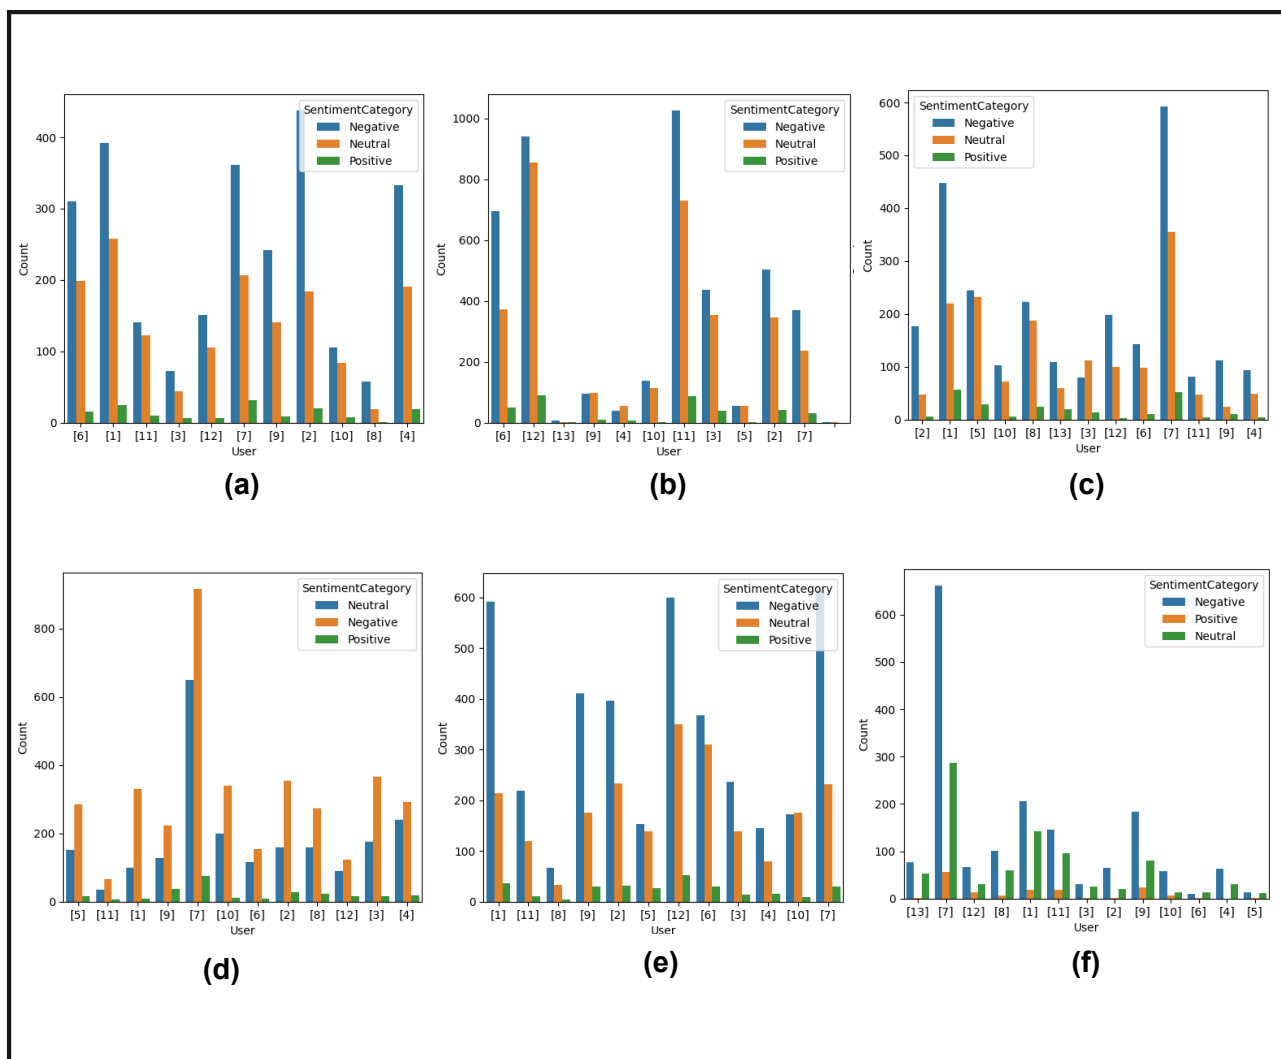 SentimentCategory
Negative
Neutral
Positive
Count
400
300
200
100
0
[6] [1] [11] [3] [12] [7] [9] [2] [10] [8] [4]
User
(a)
SentimentCategory
Negative
Neutral
Positive
Count
1000
800
600
400
200
0
[6] [12] [13] [9] [4] [10] [11] [3] [5] [2] [7]
User
(b)
SentimentCategory
Negative
Neutral
Positive
Count
600
500
400
300
200
100
0
[2] [1] [5] [10] [8] [13] [3] [12] [6] [7] [11] [9] [4]
User
(c)
SentimentCategory
Neutral
Negative
Positive
Count
800
600
400
200
0
[5] [11] [1] [9] [7] [10] [6] [2] [8] [12] [3] [4]
User
(d)
SentimentCategory
Negative
Neutral
Positive
Count
600
500
400
300
200
100
0
[1] [11] [8] [9] [2] [5] [12] [6] [3] [4] [10] [7]
User
(e)
SentimentCategory
Negative
Positive
Neutral
Count
600
500
400
300
200
100
0
[13] [7] [12] [8] [1] [11] [3] [2] [9] [10] [6] [4] [5]
User
(f)